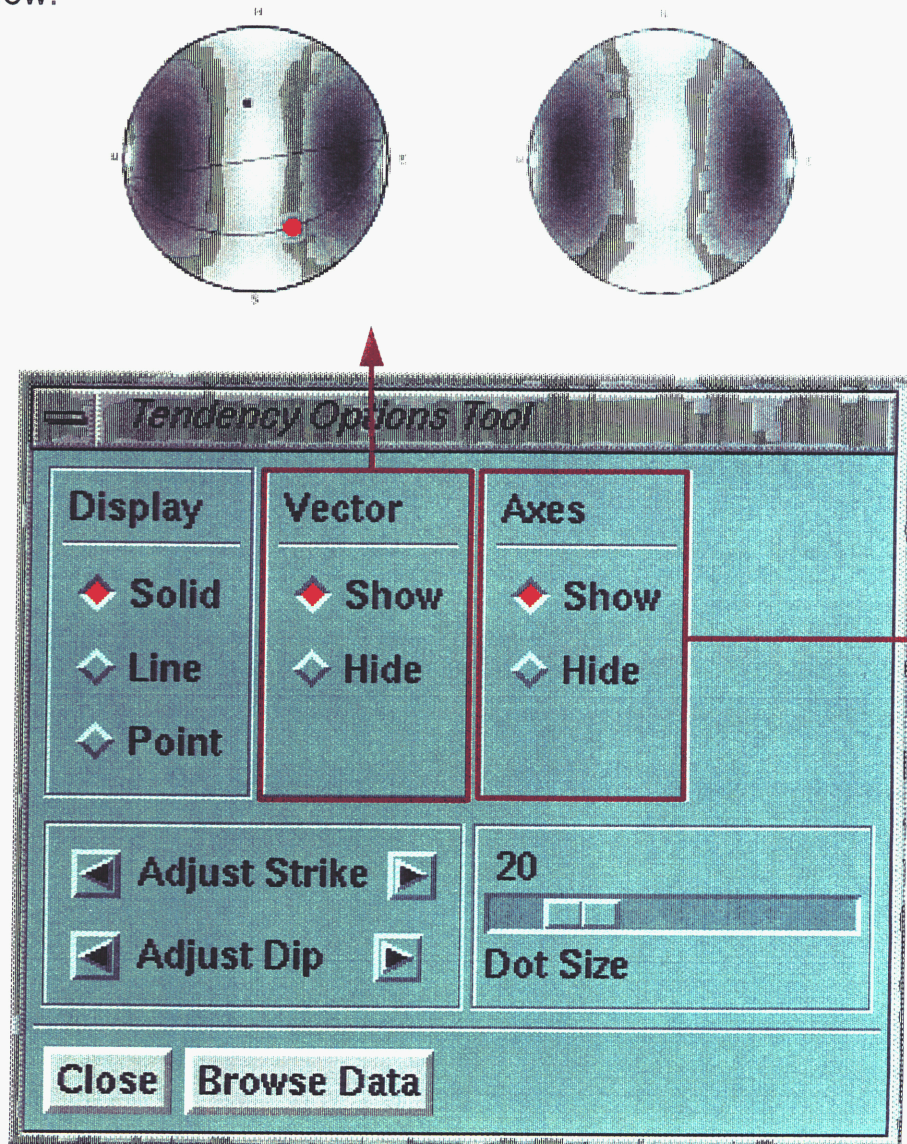 ow.
N
S
Tendency Options Tool
Display
Solid
Line
Point
Vector
Show
Hide
Axes
Show
Hide
Adjust Strike
Adjust Dip
20
Dot Size
Close
Browse Data